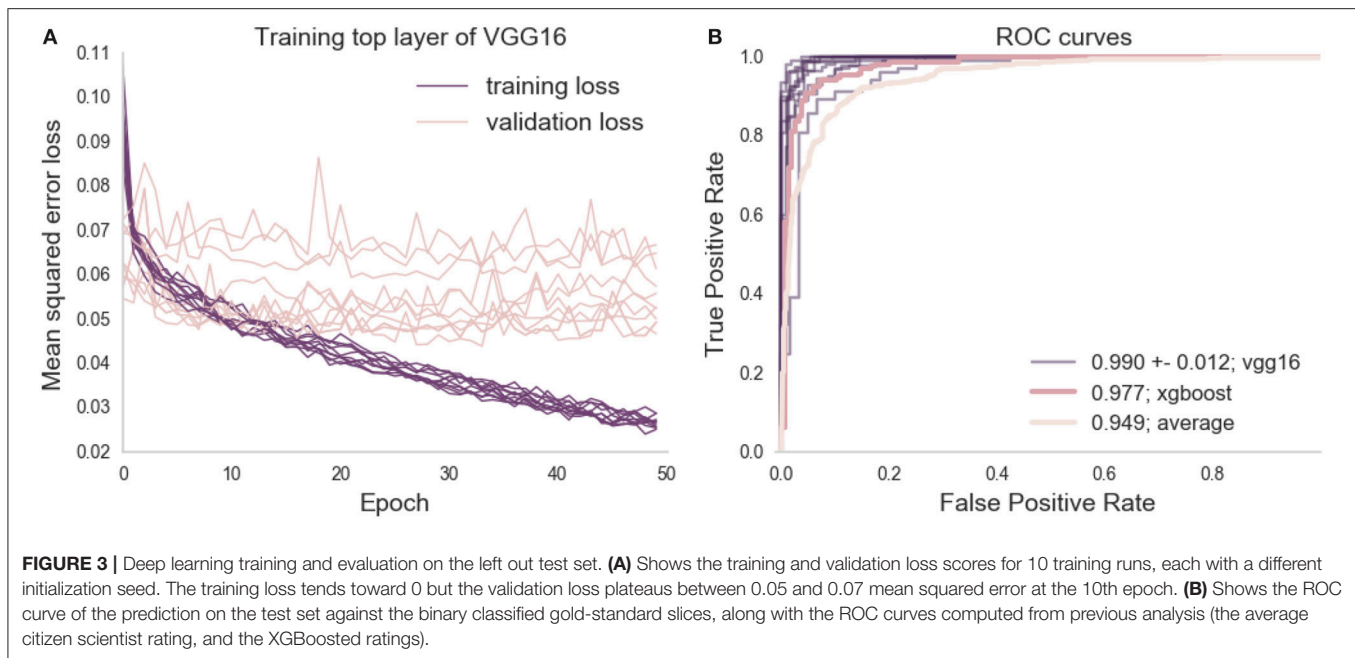 A
Training top layer of VGG16
0.11
0.10
0.09
0.08
0.07
0.06
0.05
0.04
0.03
0.02
Mean squared error loss
training loss
validation loss
0 10 20 30 40 50
Epoch
B
ROC curves
1.0
0.8
0.6
0.4
0.2
0.0
True Positive Rate
0.990 +- 0.012; vgg16
0.977; xgboost
0.949; average
0.0 0.2 0.4 0.6 0.8
False Positive Rate
FIGURE 3 | Deep learning training and evaluation on the left out test set. (A) Shows the training and validation loss scores for 10 training runs, each with a different
initialization seed. The training loss tends toward 0 but the validation loss plateaus between 0.05 and 0.07 mean squared error at the 10th epoch. (B) Shows the ROC
curve of the prediction on the test set against the binary classified gold-standard slices, along with the ROC curves computed from previous analysis (the average
citizen scientist rating, and the XGBoosted ratings).